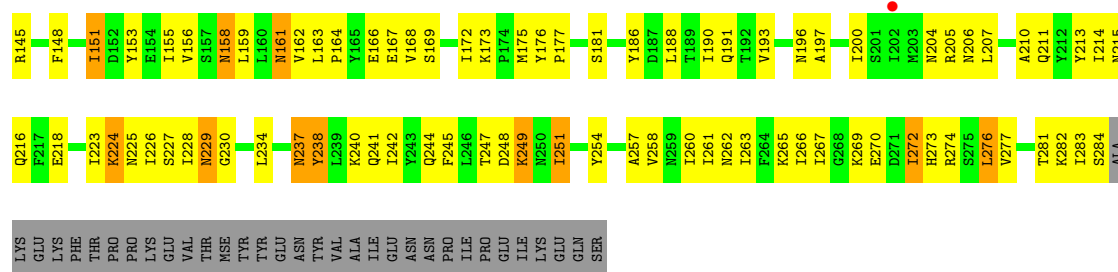 R145 F148 I151 D152 Y153 E154 I155 V156 S157 N158 L159 L160 N161 V162 L163 P164 Y165 E166 E167 V168 S169 I172 K173 P174 M175 Y176 P177 S181 Y186 D187 L188 T189 I190 Q191 T192 V193 N196 A197 I200 S201 I202 M203 N204 R205 N206 L207 A210 Q211 Y212 Y213 I214 N215
Q216 F217 E218 I223 K224 N225 I226 S227 I228 N229 G230 L234 N237 Y238 L239 K240 Q241 I242 Y243 Q244 F245 L246 T247 D248 K249 N250 I251 Y254 A257 V258 N259 I260 I261 N262 I263 F264 K265 I266 I267 G268 K269 E270 D271 I272 H273 R274 S275 L276 V277 T281 K282 I283 S284 ALA
LYS GLU LYS PHE THR PRO PRO LYS GLU VAL THR MSE TYR TYR GLU ASN TYR VAL ALA ILE GLU ASN ASN PRO ILE PRO GLU ILE LYS GLU GLN SER